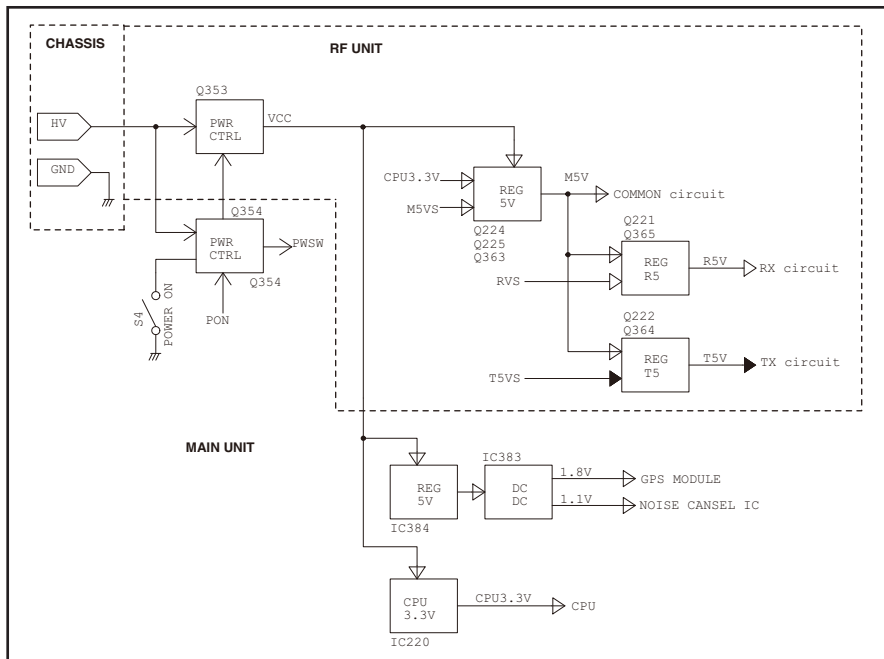 CHASSIS
RF UNIT
Q353
HV
PWR
CTRL
VCC
GND
CPU3.3V
M5VS
REG
5V
M5V
COMMON circuit
Q224
Q225
Q363
Q354
PWR
CTRL
PWSW
Q354
Q221
Q365
RVS
REG
R5
R5V
RX circuit
S4
POWER ON
PON
Q222
Q364
T5VS
REG
T5
T5V
TX circuit
MAIN UNIT
IC383
REG
5V
IC384
DC
DC
1.8V
GPS MODULE
1.1V
NOISE CANSEL IC
CPU
3.3V
IC220
CPU3.3V
CPU